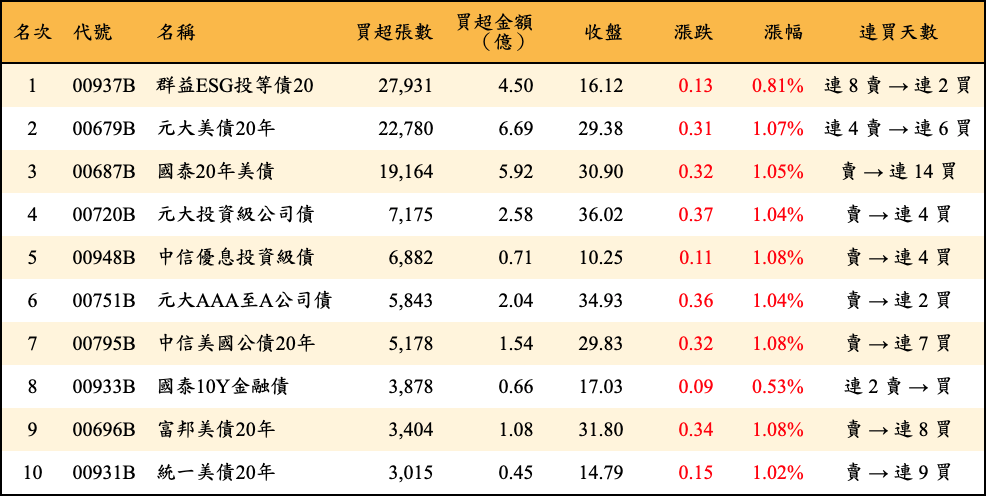 名次 代號 名稱 買超張數 買超金額（億） 收盤 漲跌 漲幅 連買天數
1 00937B 群益ESG投等債20 27,931 4.50 16.12 0.13 0.81% 連 8 賣 → 連 2 買
2 00679B 元大美債20年 22,780 6.69 29.38 0.31 1.07% 連 4 賣 → 連 6 買
3 00687B 國泰20年美債 19,164 5.92 30.90 0.32 1.05% 賣 → 連 14 買
4 00720B 元大投資級公司債 7,175 2.58 36.02 0.37 1.04% 賣 → 連 4 買
5 00948B 中信優息投資級債 6,882 0.71 10.25 0.11 1.08% 賣 → 連 4 買
6 00751B 元大AAA至A公司債 5,843 2.04 34.93 0.36 1.04% 賣 → 連 2 買
7 00795B 中信美國公債20年 5,178 1.54 29.83 0.32 1.08% 賣 → 連 7 買
8 00933B 國泰10Y金融債 3,878 0.66 17.03 0.09 0.53% 連 2 賣 → 買
9 00696B 富邦美債20年 3,404 1.08 31.80 0.34 1.08% 賣 → 連 8 買
10 00931B 統一美債20年 3,015 0.45 14.79 0.15 1.02% 賣 → 連 9 買